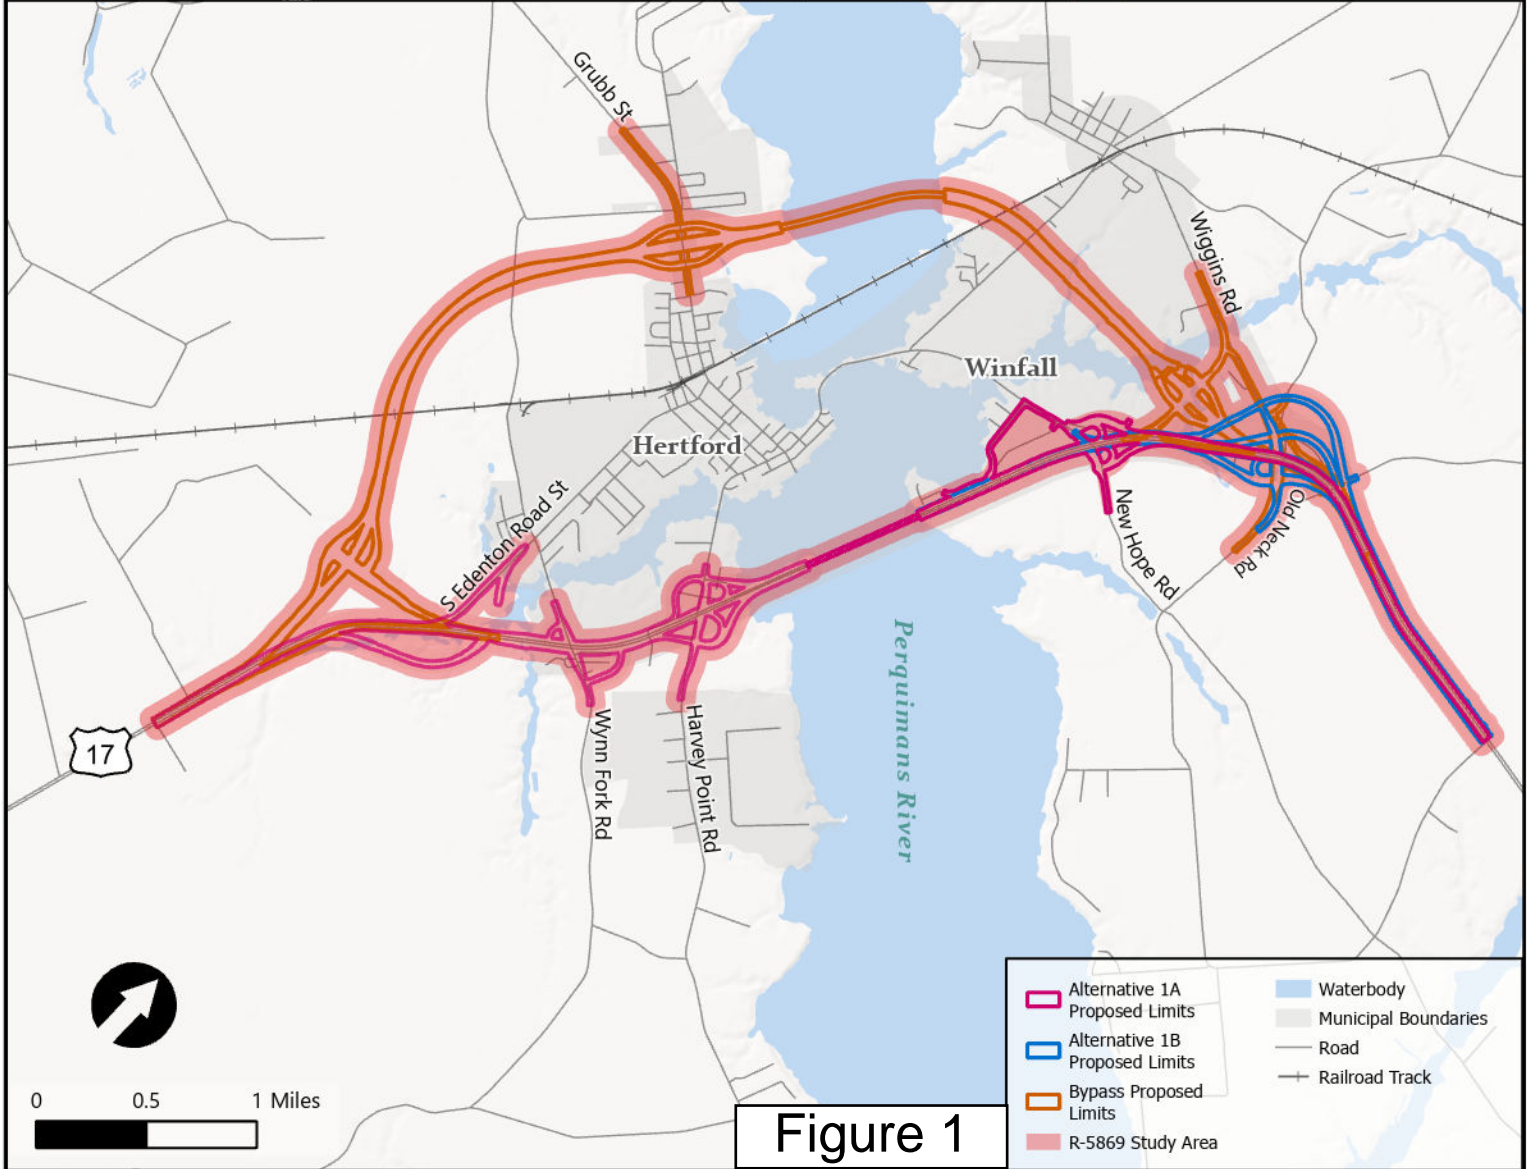 Grubb St
Wiggins Rd
Winfall
Hertford
S Edenton Road St
Old Neck Rd
New Hope Rd
Perquimans River
17
Wynn Fork Rd
Harvey Point Rd
0 0.5 1 Miles
Figure 1
Alternative 1A
Proposed Limits
Alternative 1B
Proposed Limits
Bypass Proposed
Limits
R-5869 Study Area
Waterbody
Municipal Boundaries
Road
Railroad Track